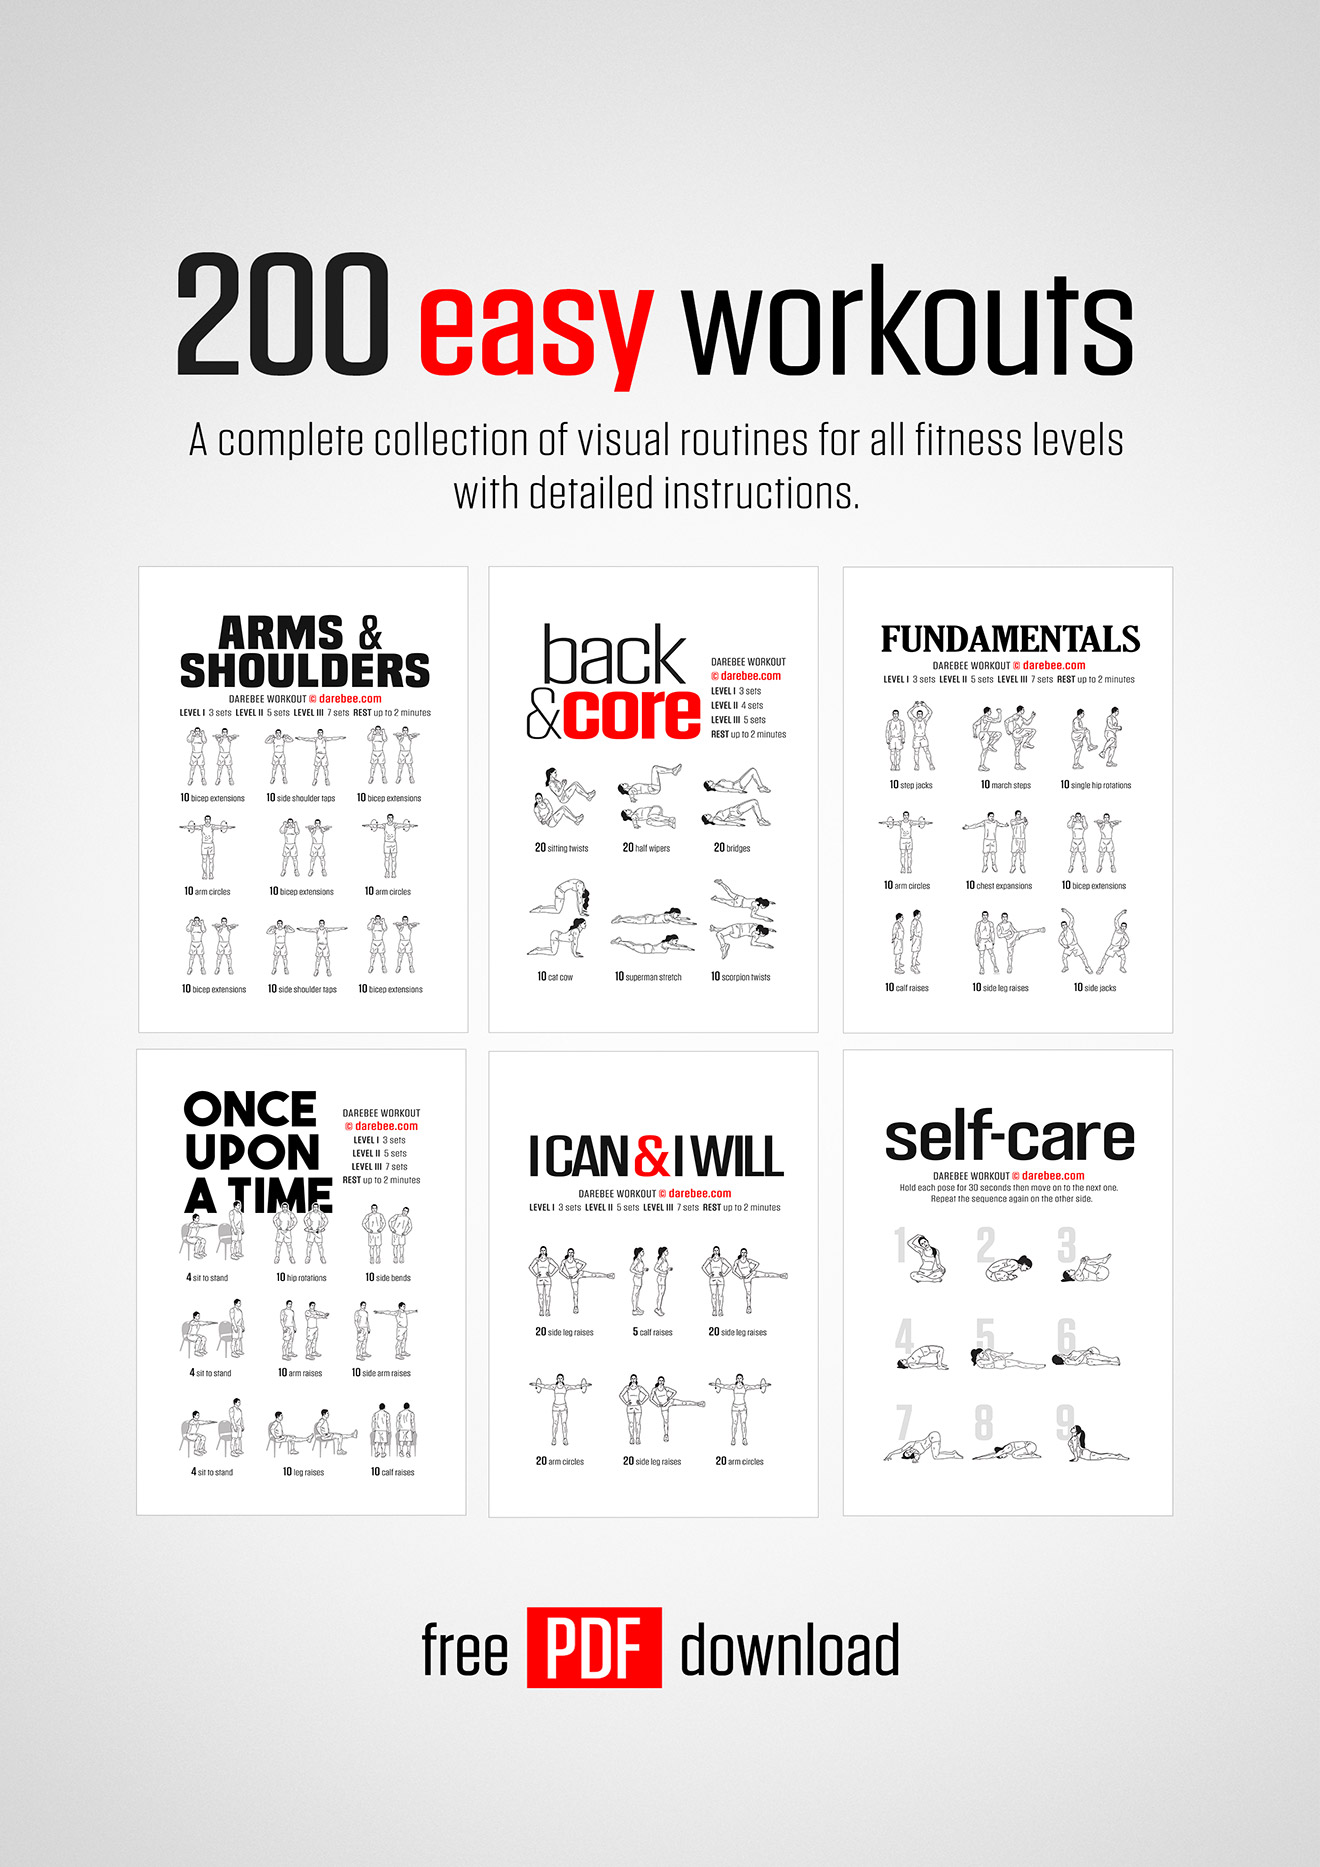 200 easy workouts
A complete collection of visual routines for all fitness levels
with detailed instructions.
ARMS &
SHOULDERS
DAREBEE WORKOUT © darebee.com
LEVEL I 3 sets LEVEL II 5 sets LEVEL III 7 sets REST up to 2 minutes
10 bicep extensions 10 side shoulder taps 10 bicep extensions
10 arm circles 10 bicep extensions 10 arm circles
10 bicep extensions 10 side shoulder taps 10 bicep extensions
back
&core
DAREBEE WORKOUT
© darebee.com
LEVEL I 3 sets
LEVEL II 4 sets
LEVEL III 5 sets
REST up to 2 minutes
20 sitting twists 20 half wipers 20 bridges
10 cat cow 10 superman stretch 10 scorpion twists
FUNDAMENTALS
DAREBEE WORKOUT © darebee.com
LEVEL I 3 sets LEVEL II 5 sets LEVEL III 7 sets REST up to 2 minutes
10 step jacks 10 march steps 10 single hip rotations
10 arm circles 10 chest expansions 10 bicep extensions
10 calf raises 10 side leg raises 10 side jacks
ONCE
UPON
A TIME
DAREBEE WORKOUT
© darebee.com
LEVEL I 3 sets
LEVEL II 5 sets
LEVEL III 7 sets
REST up to 2 minutes
4 sit to stand 10 hip rotations 10 side bends
4 sit to stand 10 arm raises 10 side arm raises
4 sit to stand 10 leg raises 10 calf raises
I CAN & I WILL
DAREBEE WORKOUT © darebee.com
LEVEL I 3 sets LEVEL II 5 sets LEVEL III 7 sets REST up to 2 minutes
20 side leg raises 5 calf raises 20 side leg raises
20 arm circles 20 side leg raises 20 arm circles
self-care
DAREBEE WORKOUT © darebee.com
Hold each pose for 30 seconds then move on to the next one.
Repeat the sequence again on the other side.
1 2 3
4 5 6
7 8 9
free PDF download